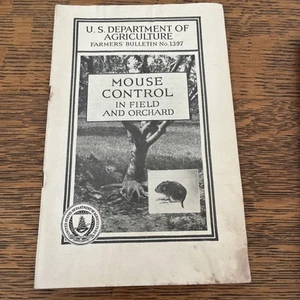 U. S. DEPARTMENT OF
AGRICULTURE
FARMERS' BULLETIN No. 1397
MOUSE
CONTROL
IN FIELD
AND ORCHARD